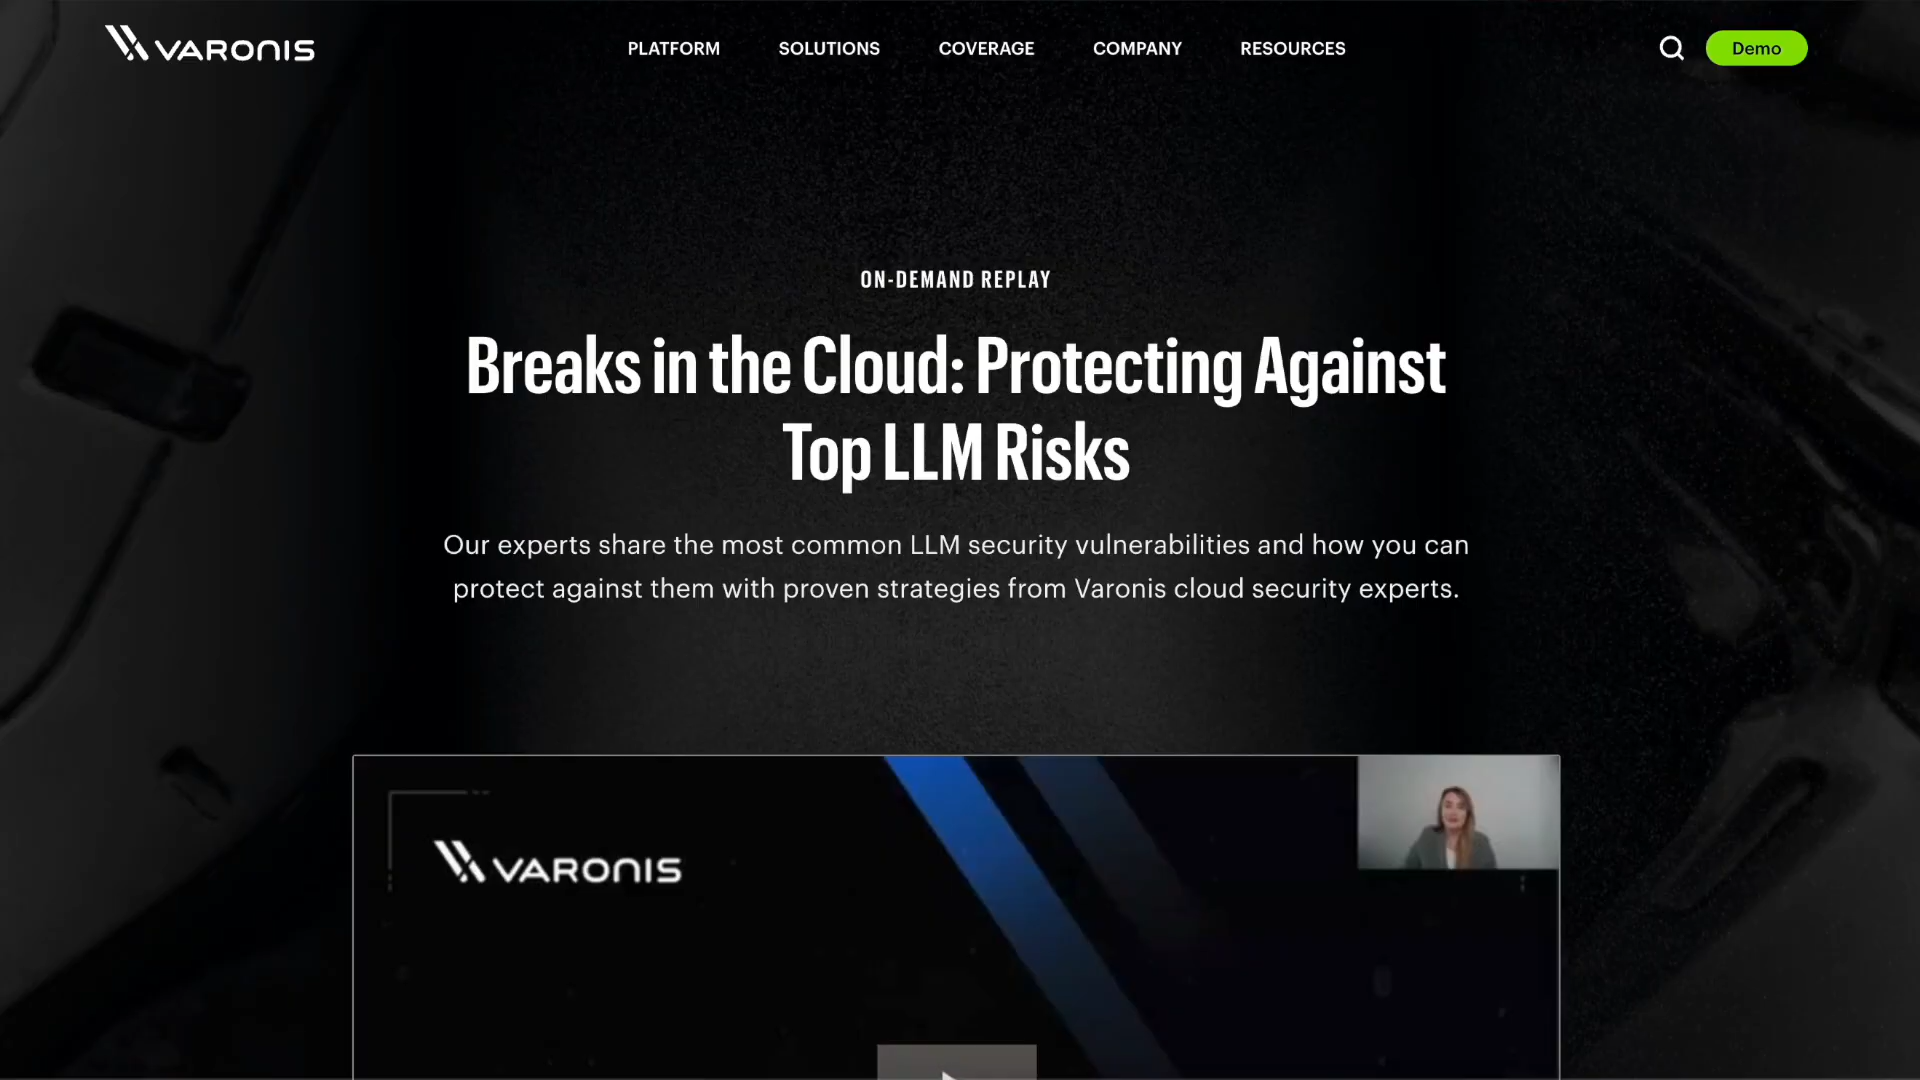 VARONIS
PLATFORM
SOLUTIONS
COVERAGE
COMPANY
RESOURCES
Demo
ON-DEMAND REPLAY
Breaks in the Cloud: Protecting Against
Top LLM Risks
Our experts share the most common LLM security vulnerabilities and how you can
protect against them with proven strategies from Varonis cloud security experts.
VARONIS